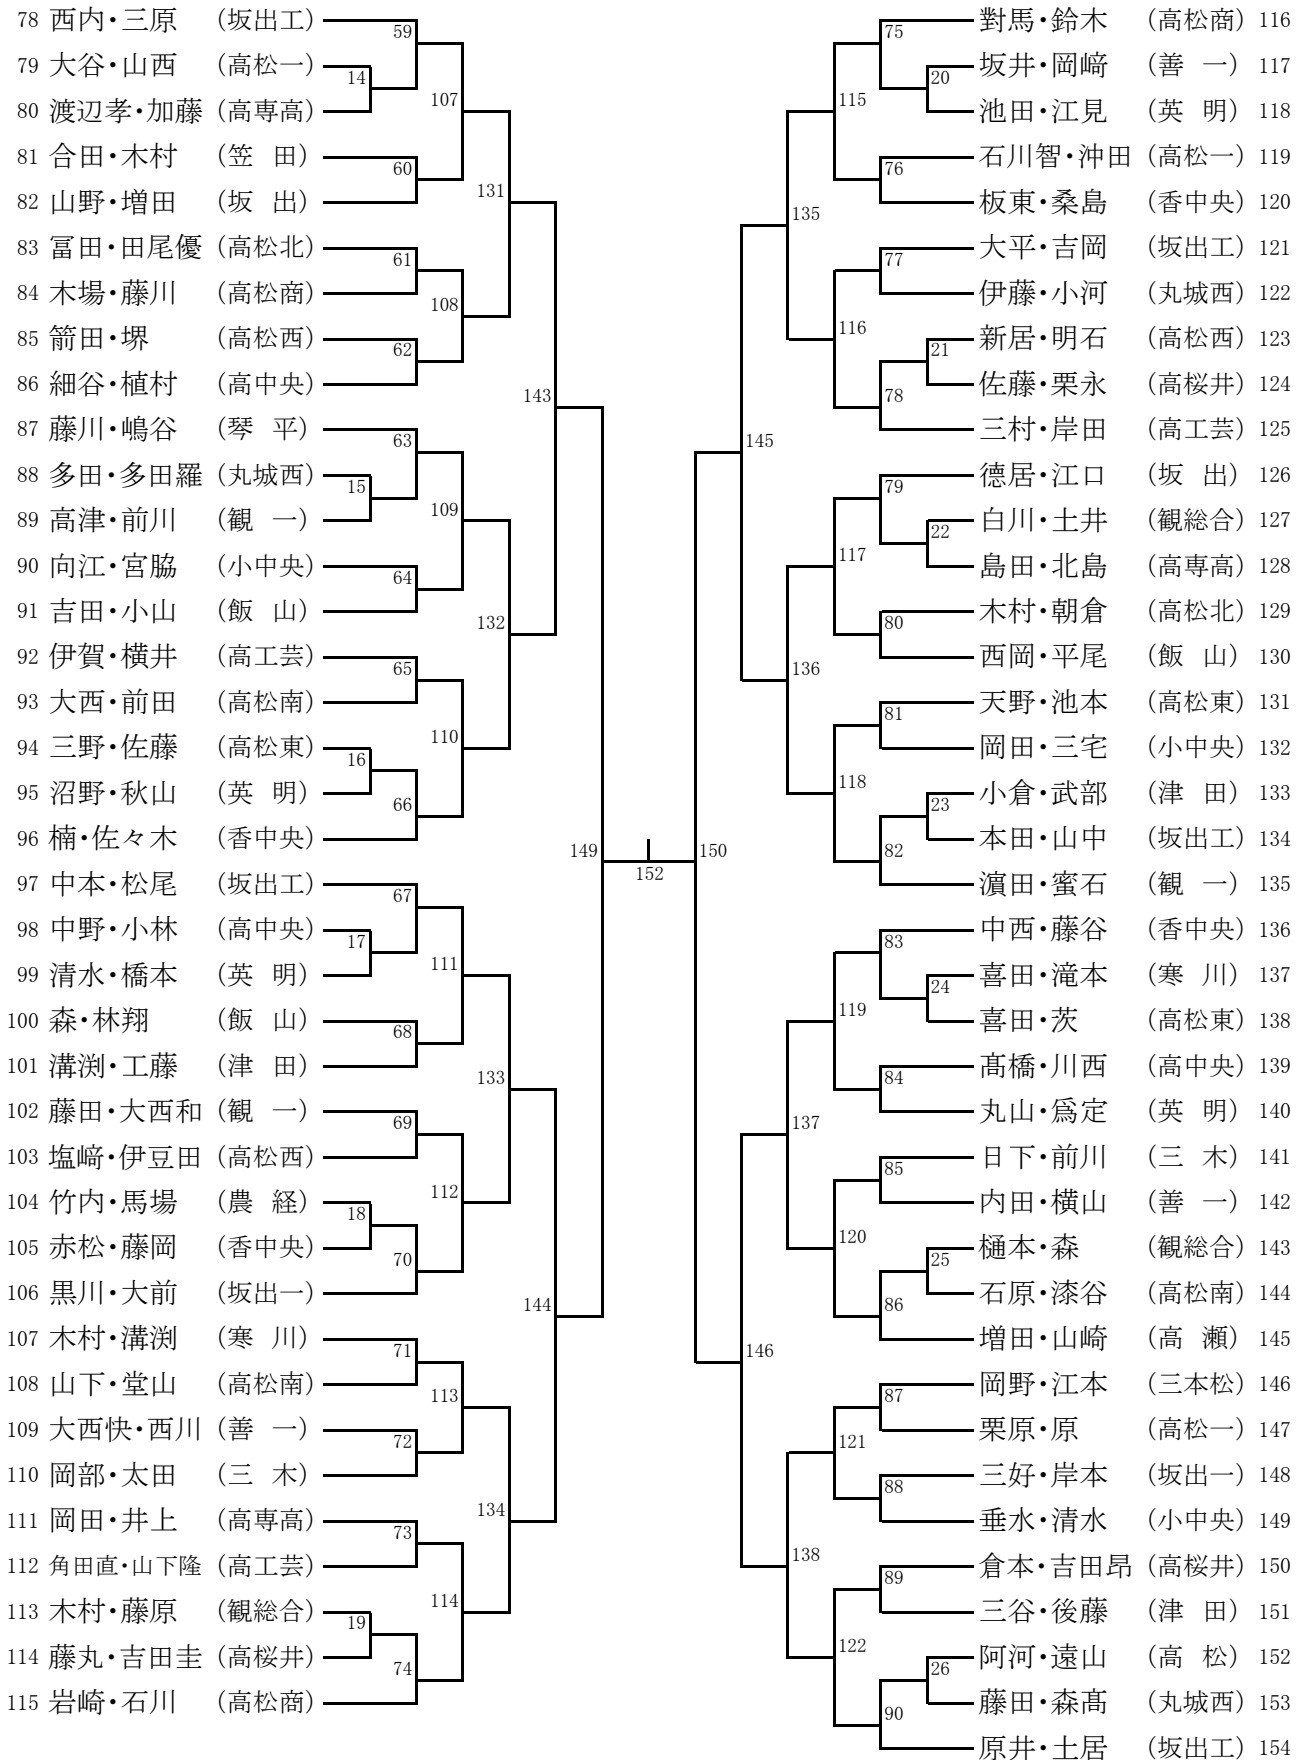 78 西内・三原 （坂出工）
79 大谷・山西 （高松一）
80 渡辺孝・加藤 （高専高）
81 合田・木村 （笠 田）
82 山野・増田 （坂 出）
83 冨田・田尾優 （高松北）
84 木場・藤川 （高松商）
85 箭田・堺 （高松西）
86 細谷・植村 （高中央）
87 藤川・嶋谷 （琴 平）
88 多田・多田羅 （丸城西）
89 高津・前川 （観 一）
90 向江・宮脇 （小中央）
91 吉田・小山 （飯 山）
92 伊賀・横井 （高工芸）
93 大西・前田 （高松南）
94 三野・佐藤 （高松東）
95 沼野・秋山 （英 明）
96 楠・佐々木 （香中央）
97 中本・松尾 （坂出工）
98 中野・小林 （高中央）
99 清水・橋本 （英 明）
100 森・林翔 （飯 山）
101 溝渕・工藤 （津 田）
102 藤田・大西和 （観 一）
103 塩﨑・伊豆田 （高松西）
104 竹内・馬場 （農 経）
105 赤松・藤岡 （香中央）
106 黒川・大前 （坂出一）
107 木村・溝渕 （寒 川）
108 山下・堂山 （高松南）
109 大西快・西川 （善 一）
110 岡部・太田 （三 木）
111 岡田・井上 （高専高）
112 角田直・山下隆 （高工芸）
113 木村・藤原 （観総合）
114 藤丸・吉田圭 （高桜井）
115 岩崎・石川 （高松商）
59
14
107
60
131
61
108
62
143
63
15
109
64
132
65
110
16
66
149
67
17
111
68
133
69
112
18
70
144
71
113
72
134
73
114
19
74
152
150
75
20
115
76
135
77
116
21
78
145
79
22
117
80
136
81
118
23
82
83
24
119
84
137
85
120
25
86
146
87
121
88
138
89
122
26
90
對馬・鈴木 （高松商） 116
坂井・岡﨑 （善 一） 117
池田・江見 （英 明） 118
石川智・沖田 （高松一） 119
板東・桑島 （香中央） 120
大平・吉岡 （坂出工） 121
伊藤・小河 （丸城西） 122
新居・明石 （高松西） 123
佐藤・栗永 （高桜井） 124
三村・岸田 （高工芸） 125
德居・江口 （坂 出） 126
白川・土井 （観総合） 127
島田・北島 （高専高） 128
木村・朝倉 （高松北） 129
西岡・平尾 （飯 山） 130
天野・池本 （高松東） 131
岡田・三宅 （小中央） 132
小倉・武部 （津 田） 133
本田・山中 （坂出工） 134
濵田・蜜石 （観 一） 135
中西・藤谷 （香中央） 136
喜田・滝本 （寒 川） 137
喜田・茨 （高松東） 138
髙橋・川西 （高中央） 139
丸山・爲定 （英 明） 140
日下・前川 （三 木） 141
内田・横山 （善 一） 142
樋本・森 （観総合） 143
石原・漆谷 （高松南） 144
増田・山崎 （高 瀬） 145
岡野・江本 （三本松） 146
栗原・原 （高松一） 147
三好・岸本 （坂出一） 148
垂水・清水 （小中央） 149
倉本・吉田昂 （高桜井） 150
三谷・後藤 （津 田） 151
阿河・遠山 （高 松） 152
藤田・森髙 （丸城西） 153
原井・土居 （坂出工） 154